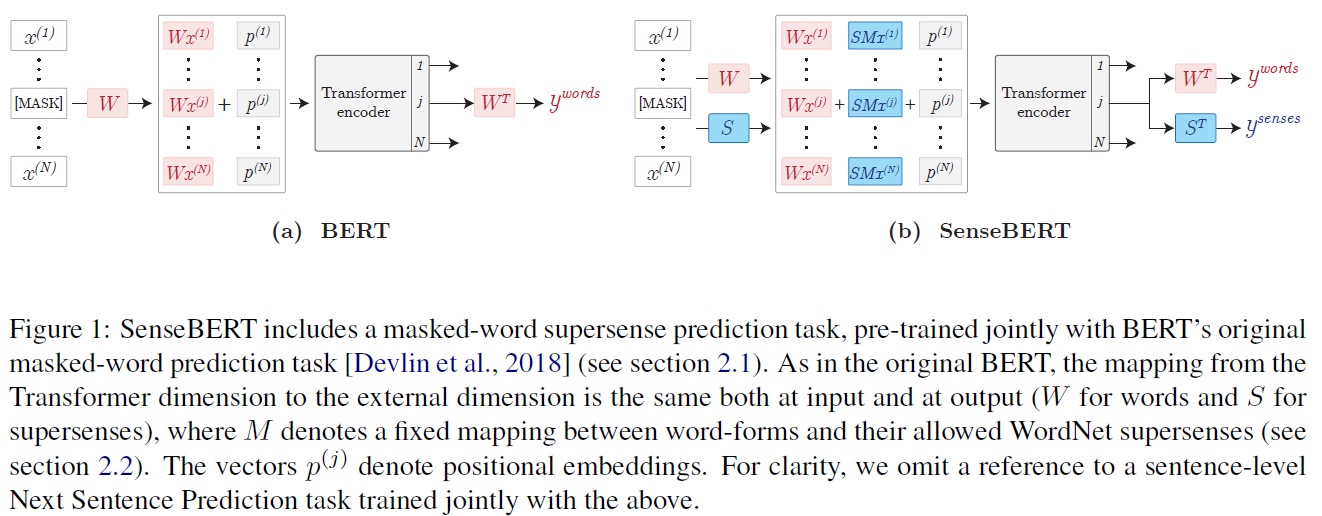 x^(1) Wx^(1) p^(1) x^(1) Wx^(1) SMx^(1) p^(1)
1 1
W W^T y^words
[MASK] W Wx^(j) + p^(j) Transformer encoder j W^T y^words [MASK] Wx^(j) + SMx^(j) + p^(j) Transformer encoder j
S S^T y^senses
N N
x^(N) Wx^(N) p^(N) x^(N) Wx^(N) SMx^(N) p^(N)
(a) BERT (b) SenseBERT
Figure 1: SenseBERT includes a masked-word supersense prediction task, pre-trained jointly with BERT's original
masked-word prediction task [Devlin et al., 2018] (see section 2.1). As in the original BERT, the mapping from the
Transformer dimension to the external dimension is the same both at input and at output (W for words and S for
supersenses), where M denotes a fixed mapping between word-forms and their allowed WordNet supersenses (see
section 2.2). The vectors p^(j) denote positional embeddings. For clarity, we omit a reference to a sentence-level
Next Sentence Prediction task trained jointly with the above.